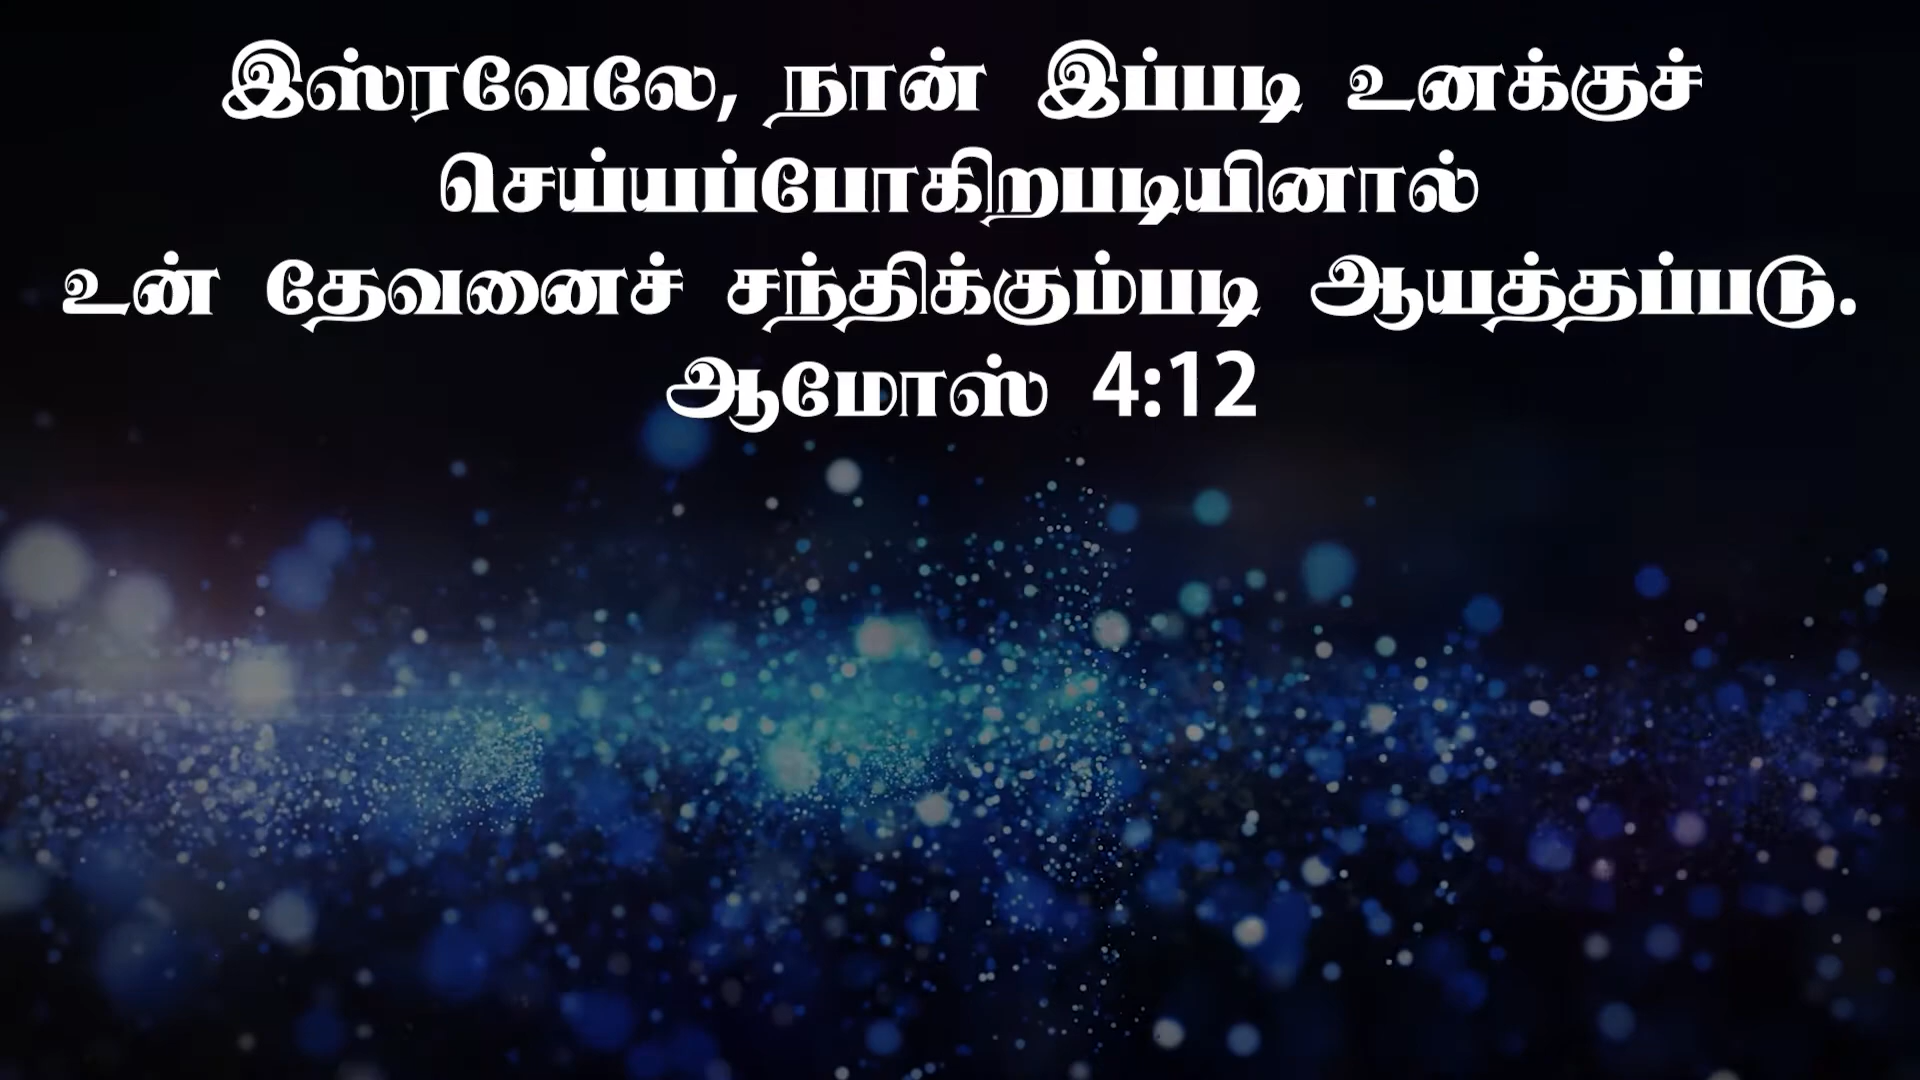 இஸ்ரவேலே, நான் இப்படி உனக்குச்
செய்யப்போகிறபடியினால்
உன் தேவனைச் சந்திக்கும்படி ஆயத்தப்படு.
ஆமோஸ் 4:12